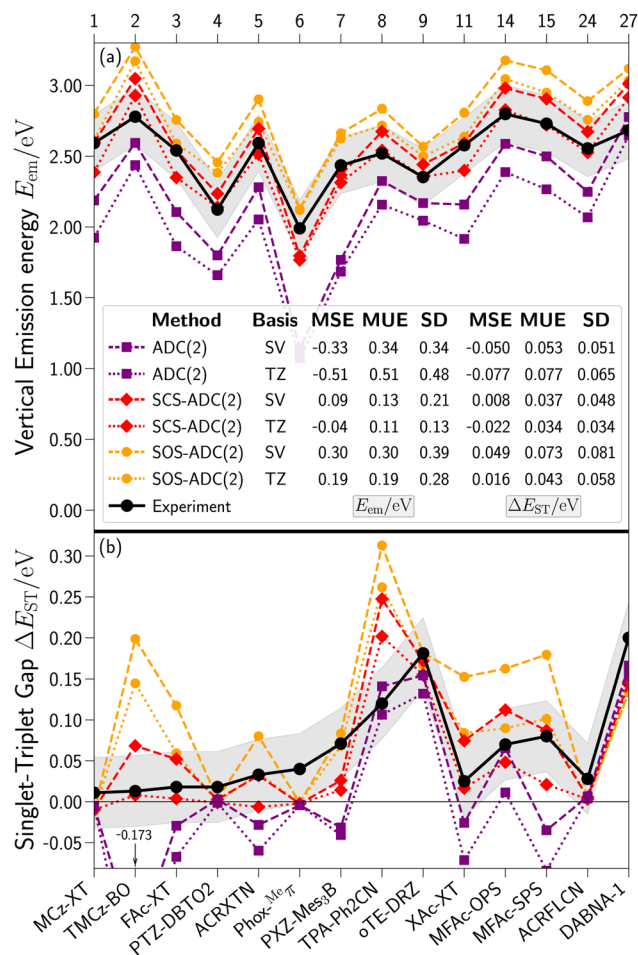 1 2 3 4 5 6 7 8 9 11 14 15 24 27
(a)
Vertical Emission energy E_em/eV
3.00
2.50
2.00
1.50
1.00
0.50
0.00
Method Basis MSE MUE SD MSE MUE SD
ADC(2) SV -0.33 0.34 0.34 -0.050 0.053 0.051
ADC(2) TZ -0.51 0.51 0.48 -0.077 0.077 0.065
SCS-ADC(2) SV 0.09 0.13 0.21 0.008 0.037 0.048
SCS-ADC(2) TZ -0.04 0.11 0.13 -0.022 0.034 0.034
SOS-ADC(2) SV 0.30 0.30 0.39 0.049 0.073 0.081
SOS-ADC(2) TZ 0.19 0.19 0.28 0.016 0.043 0.058
Experiment E_em/eV ΔE_ST/eV
(b)
Singlet-Triplet Gap ΔE_ST/eV
0.30
0.25
0.20
0.15
0.10
0.05
0.00
-0.05
-0.173
MCz-XT
TMCz-BO
FAc-XT
PTZ-DBTO2
ACRXTN
Phox-ᴹᵉπ
PXZ-Mes₃B
TPA-Ph2CN
oTE-DRZ
XAc-XT
MFAc-OPS
MFAc-SPS
ACRFLCN
DABNA-1